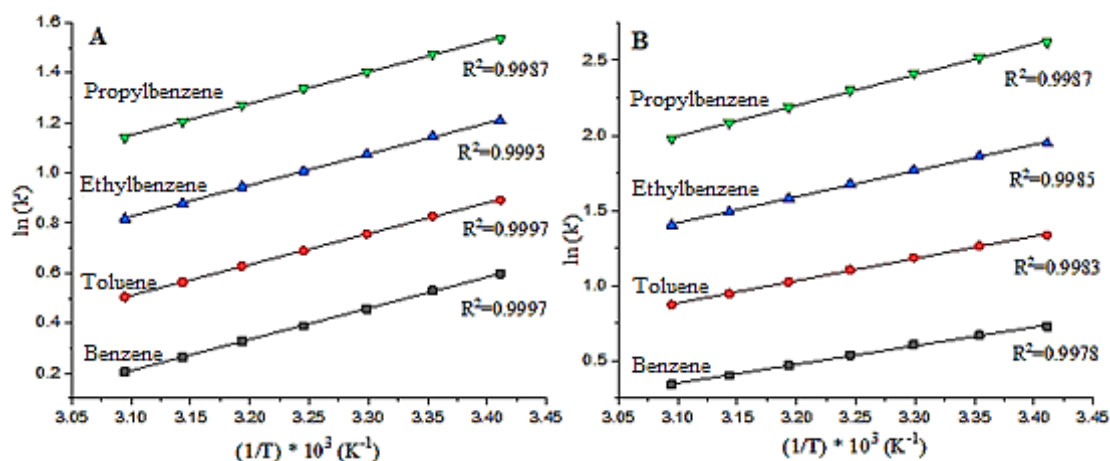 A
ln (k')
1.6
1.4
1.2
1.0
0.8
0.6
0.4
0.2
Propylbenzene
R²=0.9987
Ethylbenzene
R²=0.9993
Toluene
R²=0.9997
Benzene
R²=0.9997
3.05 3.10 3.15 3.20 3.25 3.30 3.35 3.40 3.45
(1/T) * 10³ (K⁻¹)
B
ln (k')
2.5
2.0
1.5
1.0
0.5
Propylbenzene
R²=0.9987
Ethylbenzene
R²=0.9985
Toluene
R²=0.9983
Benzene
R²=0.9978
3.05 3.10 3.15 3.20 3.25 3.30 3.35 3.40 3.45
(1/T) * 10³ (K⁻¹)